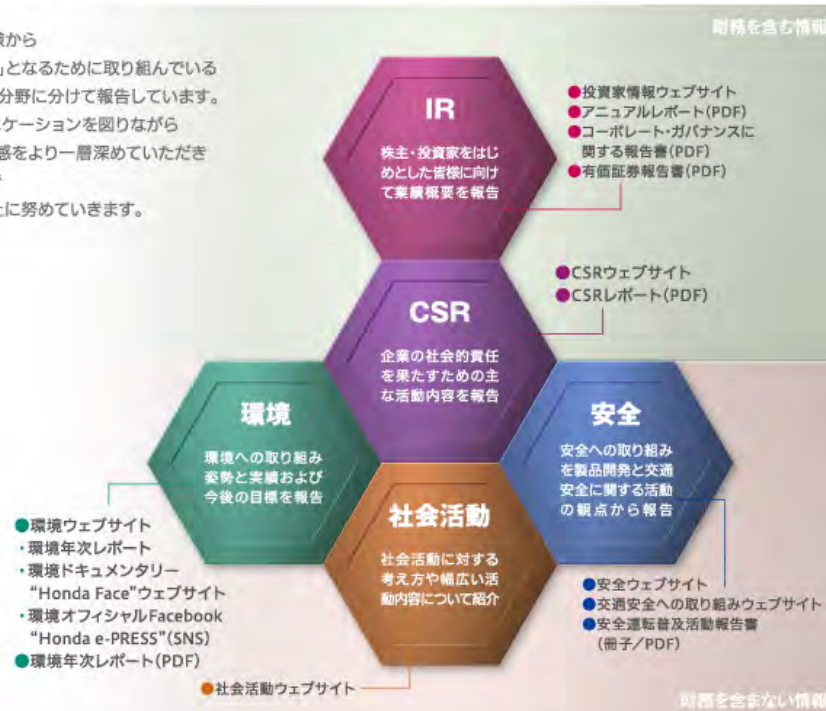 から
」となるために取り組んでいる
分野に分けて報告しています。
ケーションを図りながら
感をより一層深めていただき
に努めていきます。
財務を含む情報
IR
株主・投資家をはじ
めとした皆様に向け
て業績概要を報告
●投資家情報ウェブサイト
●アニュアルレポート(PDF)
●コーポレート・ガバナンスに
関する報告書(PDF)
●有価証券報告書(PDF)
CSR
企業の社会的責任
を果たすための主
な活動内容を報告
●CSRウェブサイト
●CSRレポート(PDF)
環境
環境への取り組み
姿勢と実績および
今後の目標を報告
●環境ウェブサイト
・環境年次レポート
・環境ドキュメンタリー
“Honda Face”ウェブサイト
・環境オフィシャルFacebook
“Honda e-PRESS”(SNS)
●環境年次レポート(PDF)
社会活動
社会活動に対する
考え方や幅広い活
動内容について紹介
●社会活動ウェブサイト
安全
安全への取り組み
を製品開発と交通
安全に関する活動
の観点から報告
●安全ウェブサイト
●交通安全への取り組みウェブサイト
●安全運転普及活動報告書
(冊子/PDF)
財務を含まない情報